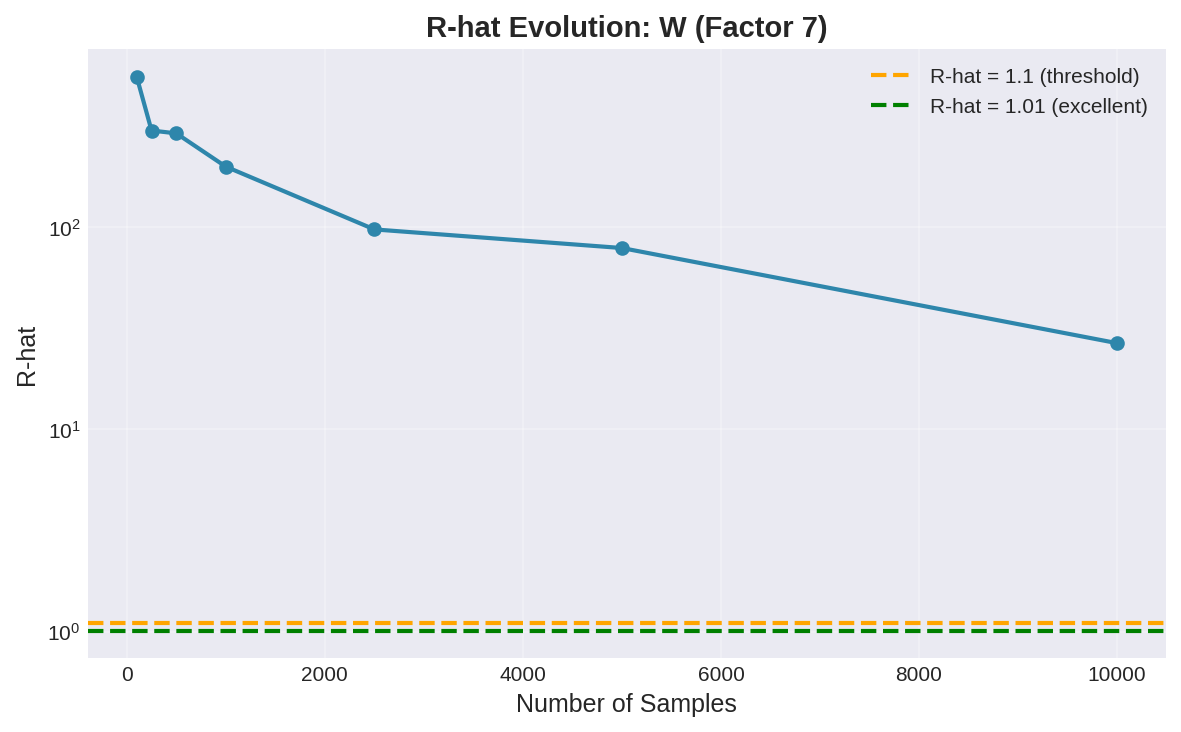 R-hat Evolution: W (Factor 7)
R-hat = 1.1 (threshold)
R-hat = 1.01 (excellent)
R-hat
10²
10¹
10⁰
0 2000 4000 6000 8000 10000
Number of Samples